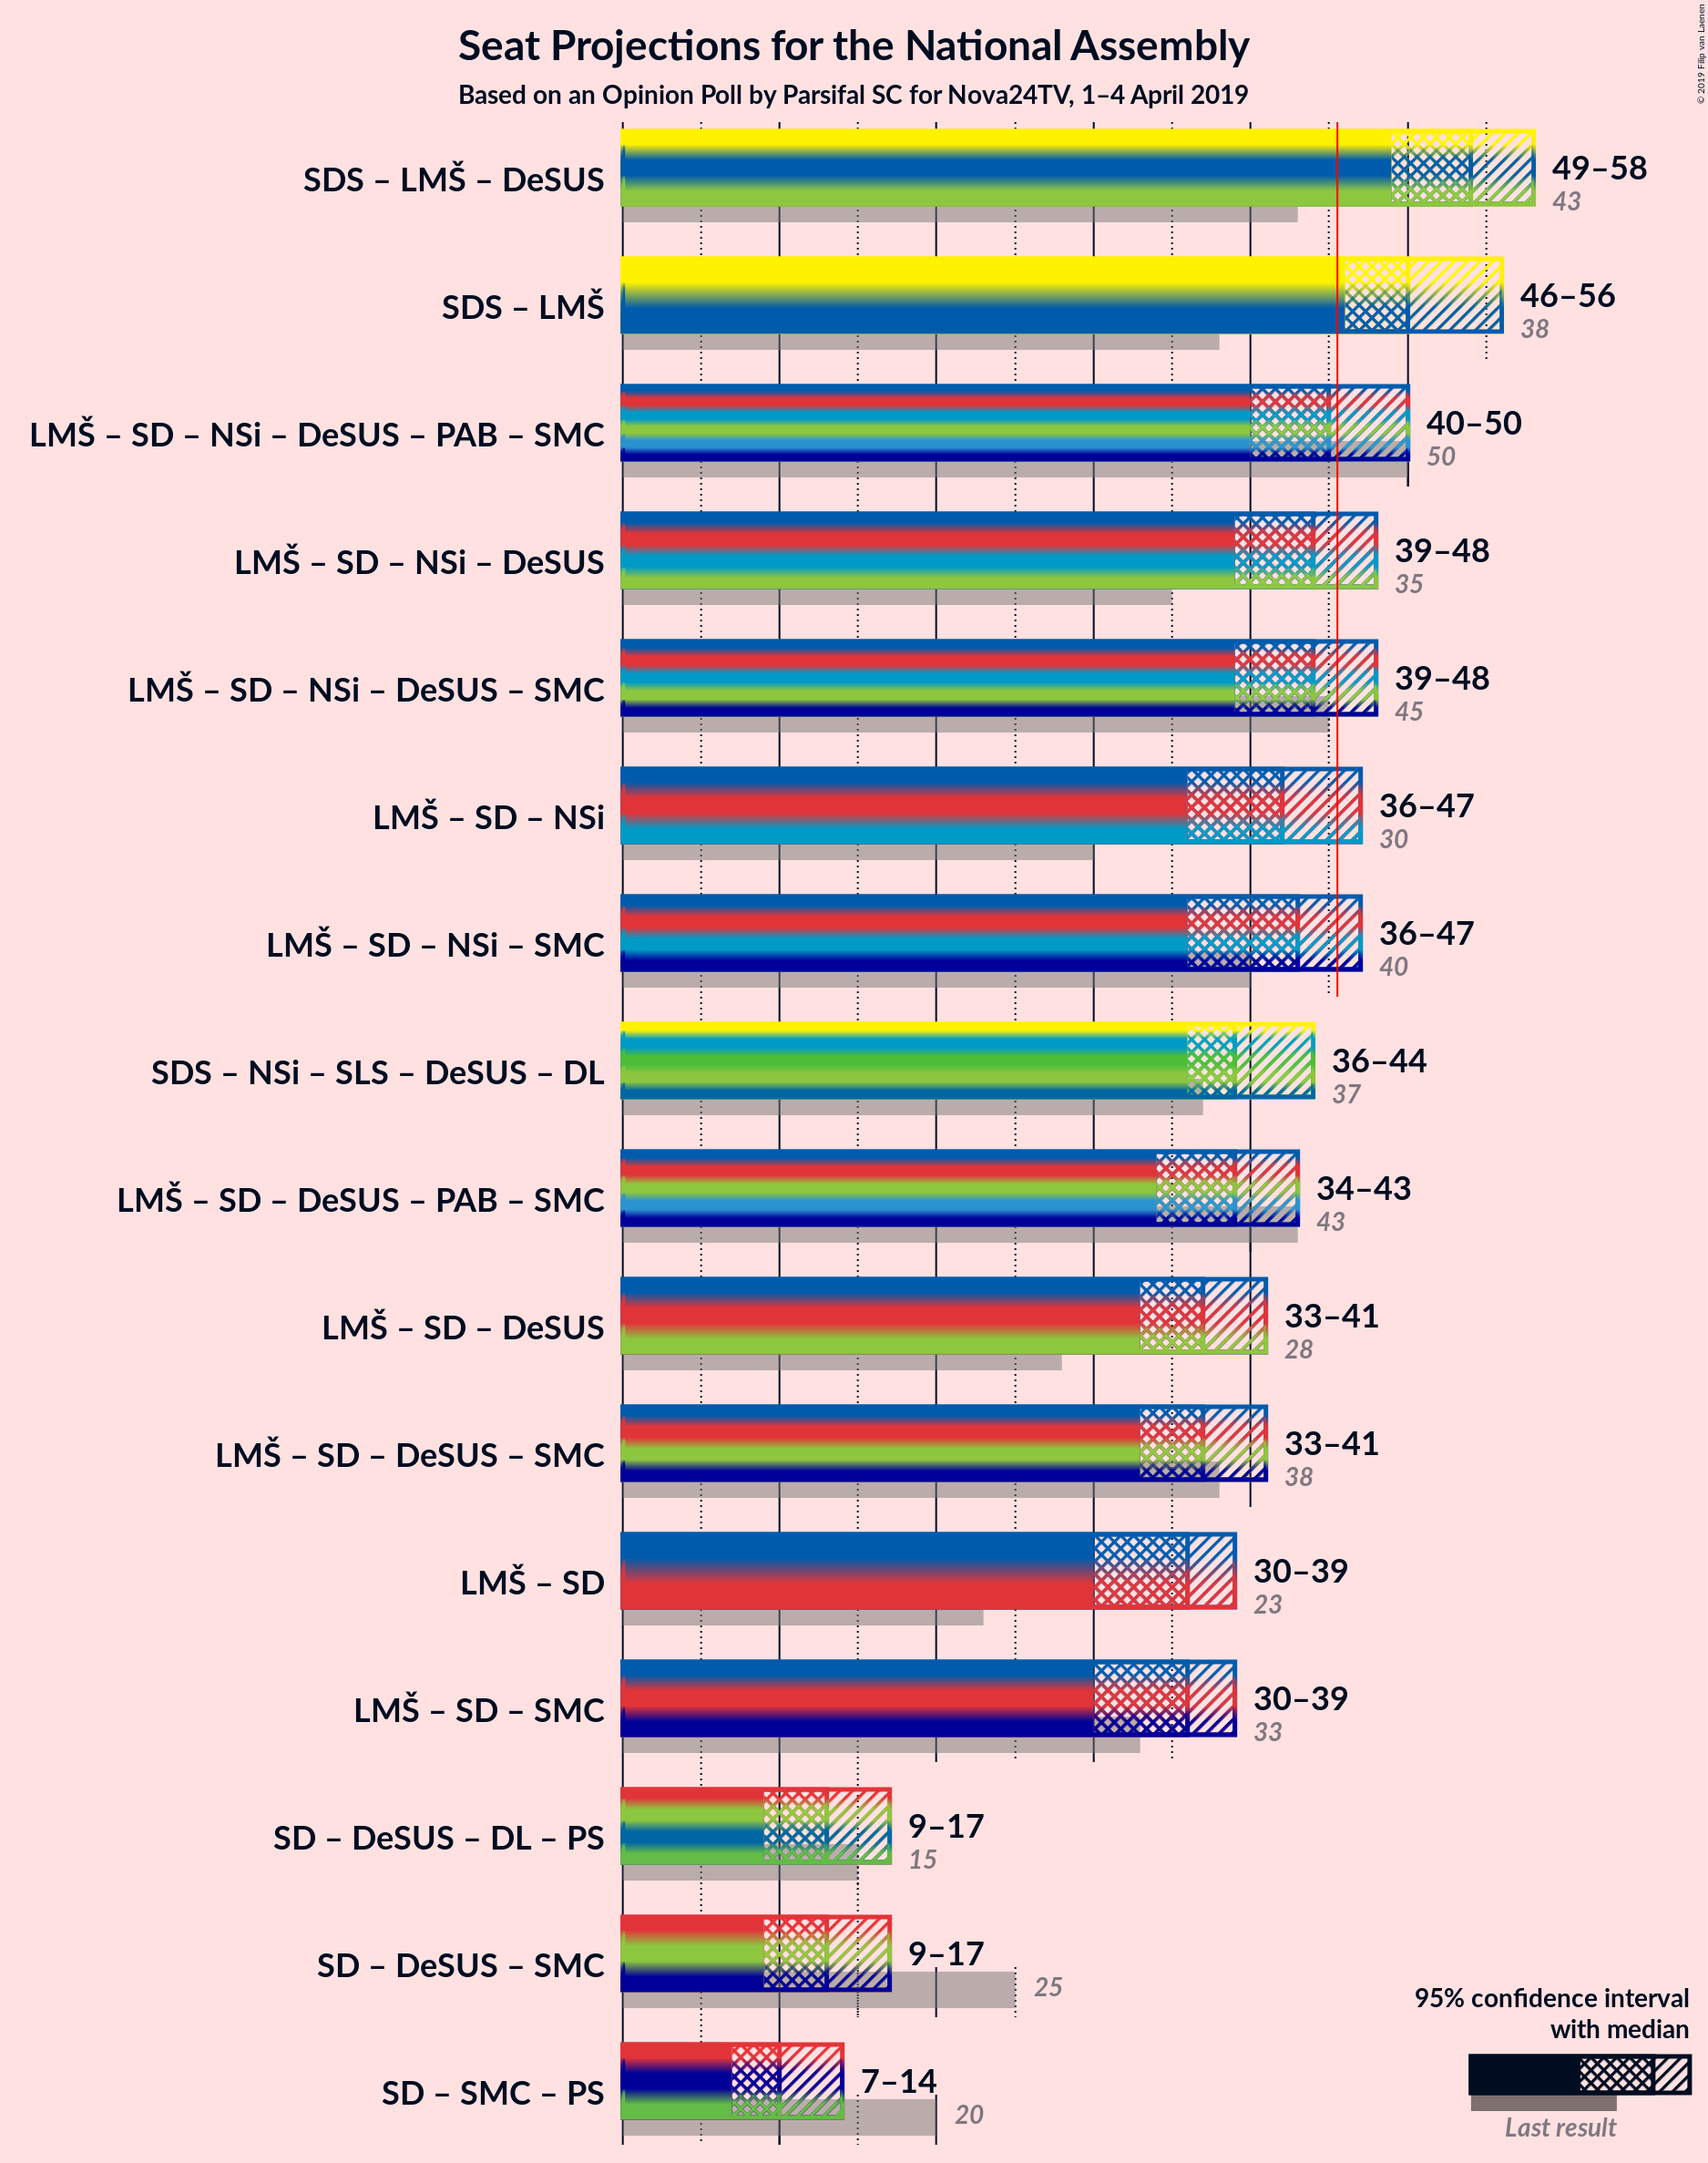 Seat Projections for the National Assembly
Based on an Opinion Poll by Parsifal SC for Nova24TV, 1–4 April 2019
© 2019 Filip van Laenen
SDS – LMŠ – DeSUS
49–58
43
SDS – LMŠ
46–56
38
LMŠ – SD – NSi – DeSUS – PAB – SMC
40–50
50
LMŠ – SD – NSi – DeSUS
39–48
35
LMŠ – SD – NSi – DeSUS – SMC
39–48
45
LMŠ – SD – NSi
36–47
30
LMŠ – SD – NSi – SMC
36–47
40
SDS – NSi – SLS – DeSUS – DL
36–44
37
LMŠ – SD – DeSUS – PAB – SMC
34–43
43
LMŠ – SD – DeSUS
33–41
28
LMŠ – SD – DeSUS – SMC
33–41
38
LMŠ – SD
30–39
23
LMŠ – SD – SMC
30–39
33
SD – DeSUS – DL – PS
9–17
15
SD – DeSUS – SMC
9–17
25
SD – SMC – PS
7–14
20
95% confidence interval
with median
Last result